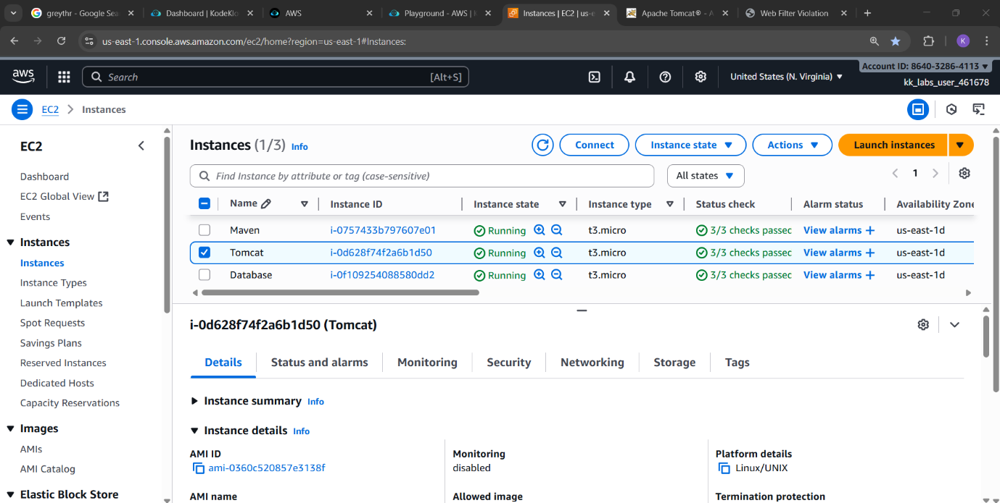 greythr - Google Sea
Dashboard | KodeKlo
AWS
Playground - AWS |
Instances | EC2 | us-e
Apache Tomcat® - A
Web Filter Violation
us-east-1.console.aws.amazon.com/ec2/home?region=us-east-1#Instances:
K
aws
Search
[Alt+S]
United States (N. Virginia)
Account ID: 8640-3286-4113
kk_labs_user_461678
EC2 > Instances
EC2
Dashboard
EC2 Global View
Events
Instances
Instances
Instance Types
Launch Templates
Spot Requests
Savings Plans
Reserved Instances
Dedicated Hosts
Capacity Reservations
Images
AMIs
AMI Catalog
Elastic Block Store
Instances (1/3) Info
Connect
Instance state
Actions
Launch instances
Find Instance by attribute or tag (case-sensitive)
All states
1
Name Instance ID Instance state Instance type Status check Alarm status Availability Zone
Maven i-0757433b797607e01 Running t3.micro 3/3 checks passec View alarms + us-east-1d
Tomcat i-0d628f74f2a6b1d50 Running t3.micro 3/3 checks passec View alarms + us-east-1d
Database i-0f109254088580dd2 Running t3.micro 3/3 checks passec View alarms + us-east-1d
i-0d628f74f2a6b1d50 (Tomcat)
Details Status and alarms Monitoring Security Networking Storage Tags
Instance summary Info
Instance details Info
AMI ID
ami-0360c520857e3138f
Monitoring
disabled
Platform details
Linux/UNIX
AMI name
Allowed image
Termination protection